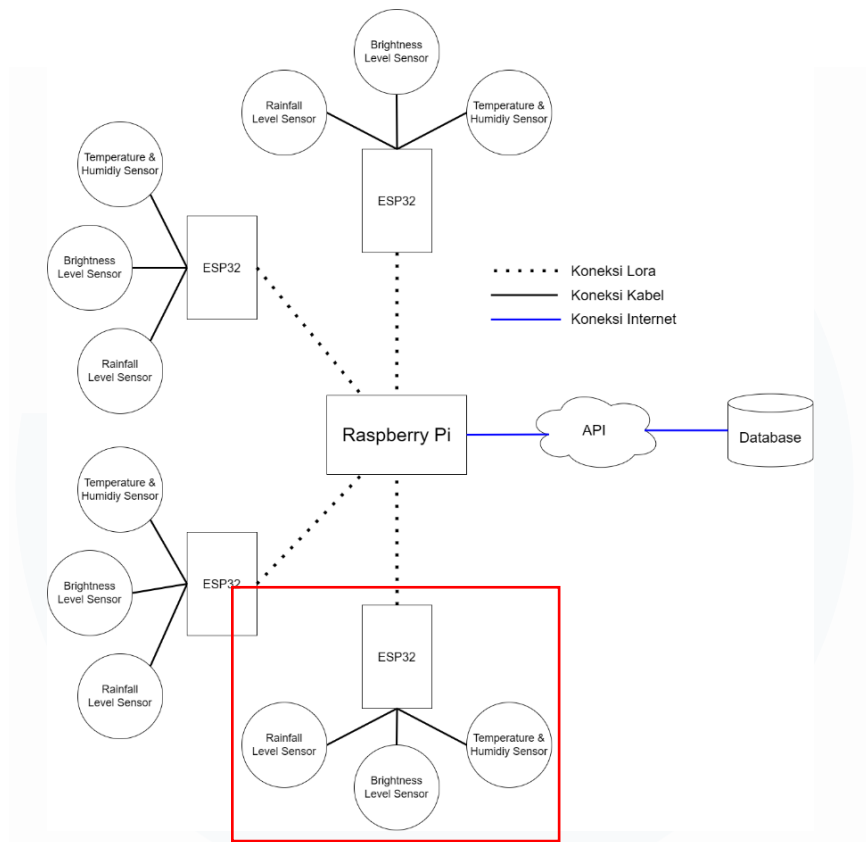 Brightness
Level Sensor
Rainfall
Level Sensor
Temperature &
Humidiy Sensor
ESP32
Temperature &
Humidiy Sensor
Brightness
Level Sensor
Rainfall
Level Sensor
ESP32
Koneksi Lora
Koneksi Kabel
Koneksi Internet
Raspberry Pi
API
Database
Temperature &
Humidiy Sensor
Brightness
Level Sensor
Rainfall
Level Sensor
ESP32
ESP32
Rainfall
Level Sensor
Brightness
Level Sensor
Temperature &
Humidiy Sensor